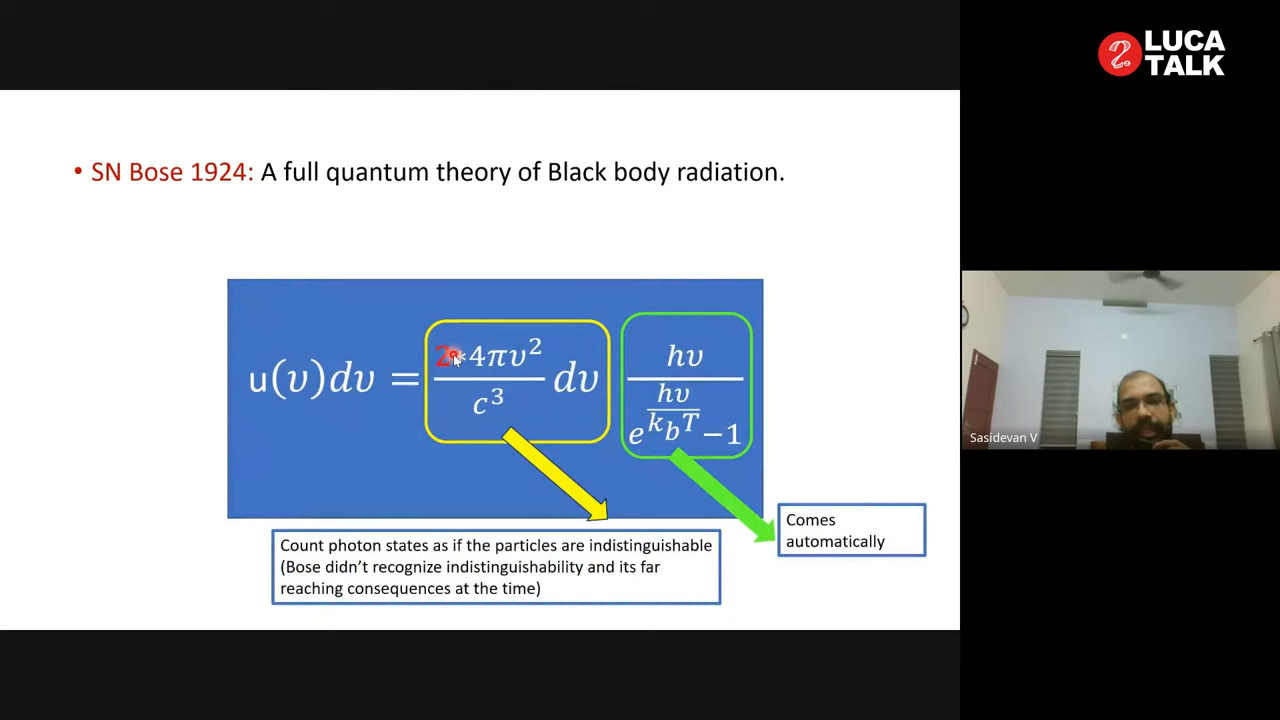 LUCA
TALK
• SN Bose 1924: A full quantum theory of Black body radiation.
u(υ)dυ = 2*4πυ²/c³ dυ hυ/(e^(hυ/k_bT) −1)
Comes
automatically
Count photon states as if the particles are indistinguishable
(Bose didn’t recognize indistinguishability and its far
reaching consequences at the time)
Sasidevan V